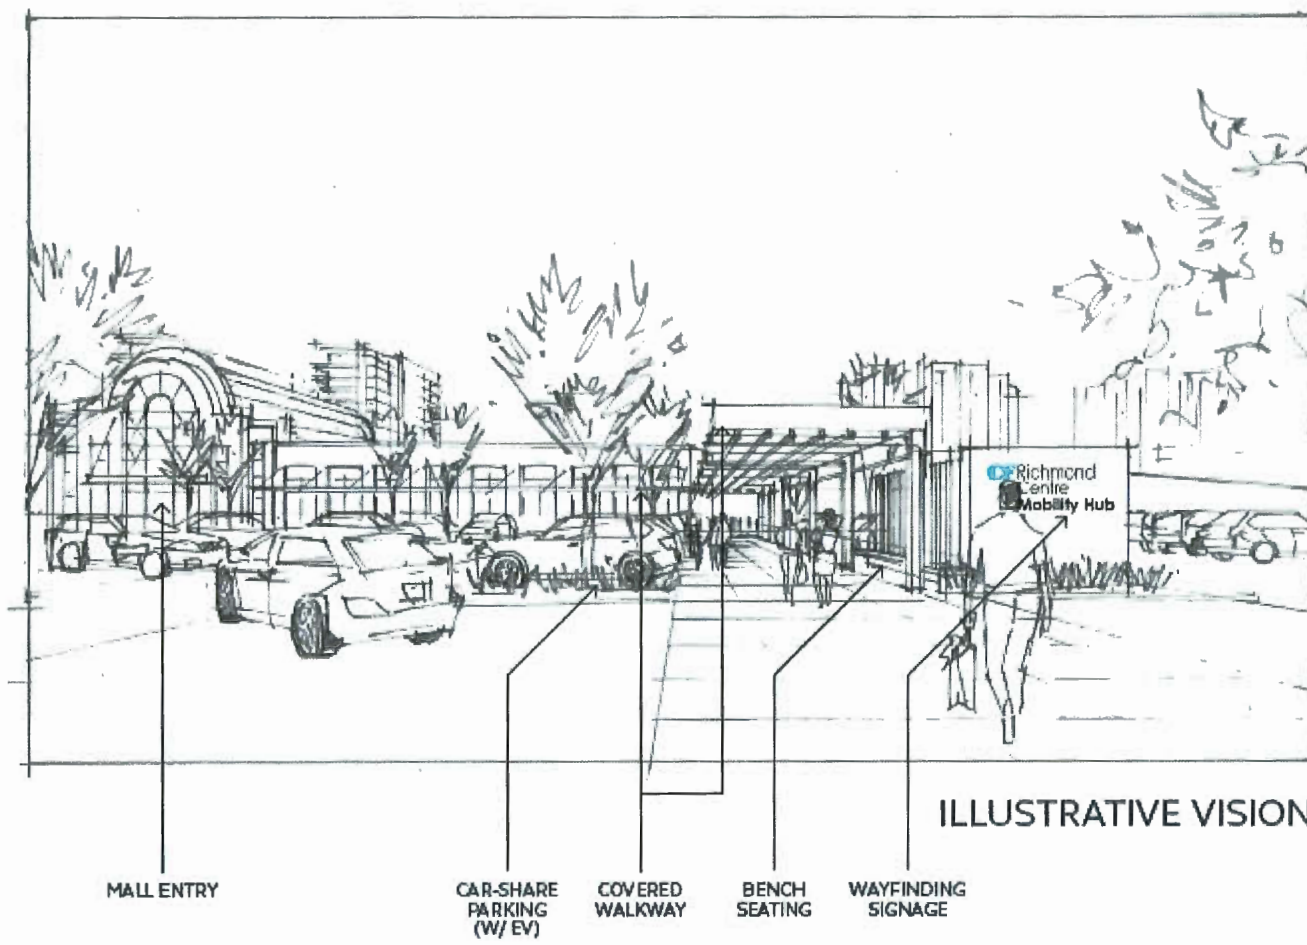 CF Richmond
Centre
Mobility Hub
ILLUSTRATIVE VISION
MALL ENTRY
CAR-SHARE
PARKING
(W/ EV)
COVERED
WALKWAY
BENCH
SEATING
WAYFINDING
SIGNAGE